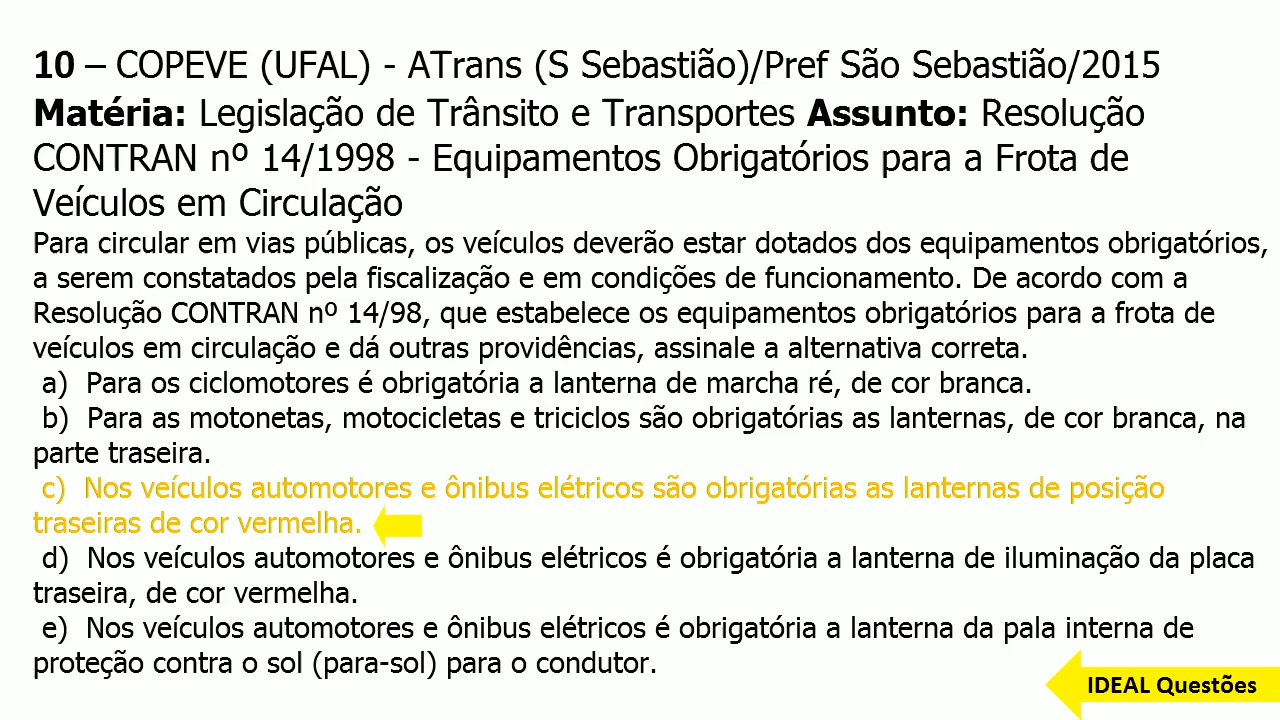 10 – COPEVE (UFAL) - ATrans (S Sebastião)/Pref São Sebastião/2015
Matéria: Legislação de Trânsito e Transportes Assunto: Resolução
CONTRAN nº 14/1998 - Equipamentos Obrigatórios para a Frota de
Veículos em Circulação
Para circular em vias públicas, os veículos deverão estar dotados dos equipamentos obrigatórios,
a serem constatados pela fiscalização e em condições de funcionamento. De acordo com a
Resolução CONTRAN nº 14/98, que estabelece os equipamentos obrigatórios para a frota de
veículos em circulação e dá outras providências, assinale a alternativa correta.
a) Para os ciclomotores é obrigatória a lanterna de marcha ré, de cor branca.
b) Para as motonetas, motocicletas e triciclos são obrigatórias as lanternas, de cor branca, na
parte traseira.
c) Nos veículos automotores e ônibus elétricos são obrigatórias as lanternas de posição
traseiras de cor vermelha.
d) Nos veículos automotores e ônibus elétricos é obrigatória a lanterna de iluminação da placa
traseira, de cor vermelha.
e) Nos veículos automotores e ônibus elétricos é obrigatória a lanterna da pala interna de
proteção contra o sol (para-sol) para o condutor.
IDEAL Questões